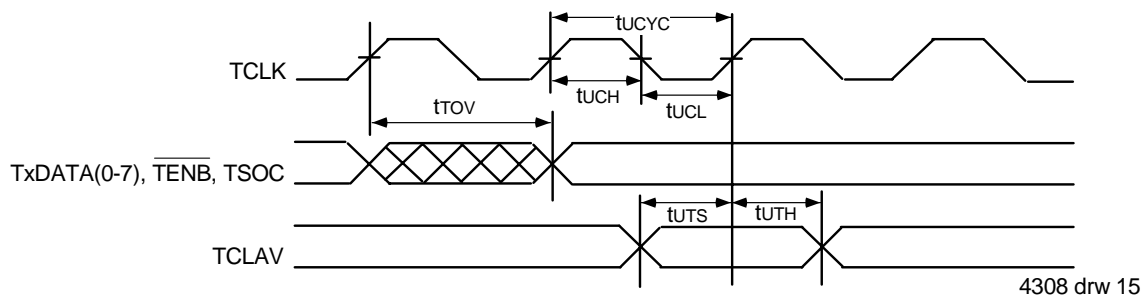 tUCYC
TCLK
tUCH
tUCL
tTOV
TxDATA(0-7), TENB, TSOC
tUTS
tUTH
TCLAV
4308 drw 15